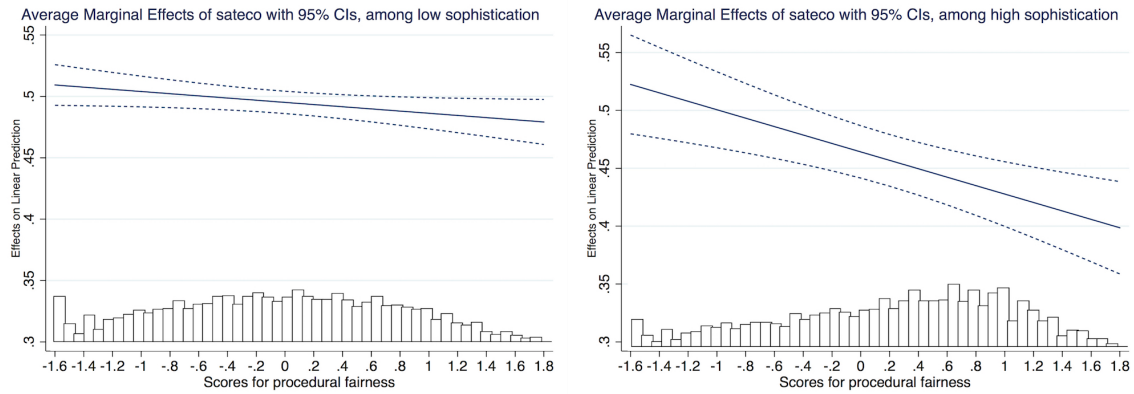 Average Marginal Effects of sateco with 95% CIs, among low sophistication
Effects on Linear Prediction
.55
.5
.45
.4
.35
.3
-1.6 -1.4 -1.2 -1 -.8 -.6 -.4 -.2 0 .2 .4 .6 .8 1 1.2 1.4 1.6 1.8
Scores for procedural fairness
Average Marginal Effects of sateco with 95% CIs, among high sophistication
Effects on Linear Prediction
.55
.5
.45
.4
.35
.3
-1.6 -1.4 -1.2 -1 -.8 -.6 -.4 -.2 0 .2 .4 .6 .8 1 1.2 1.4 1.6 1.8
Scores for procedural fairness